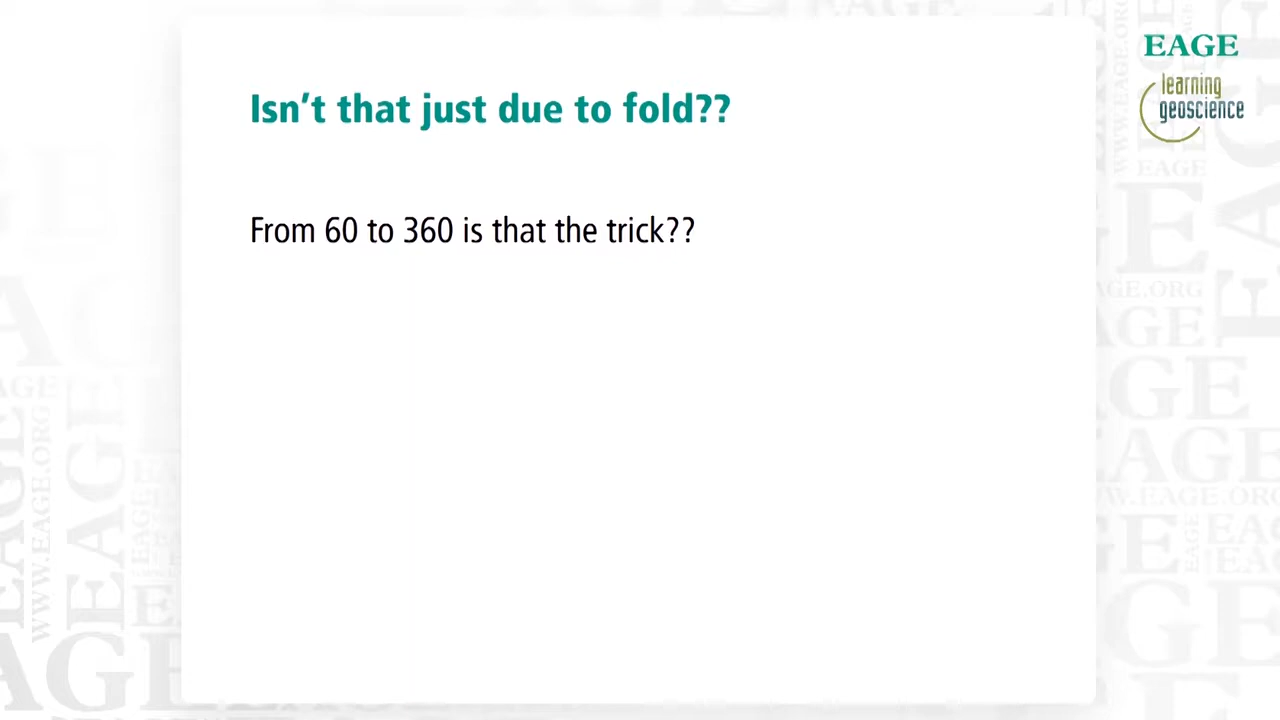 EAGE
learning
geoscience
Isn't that just due to fold??
From 60 to 360 is that the trick??